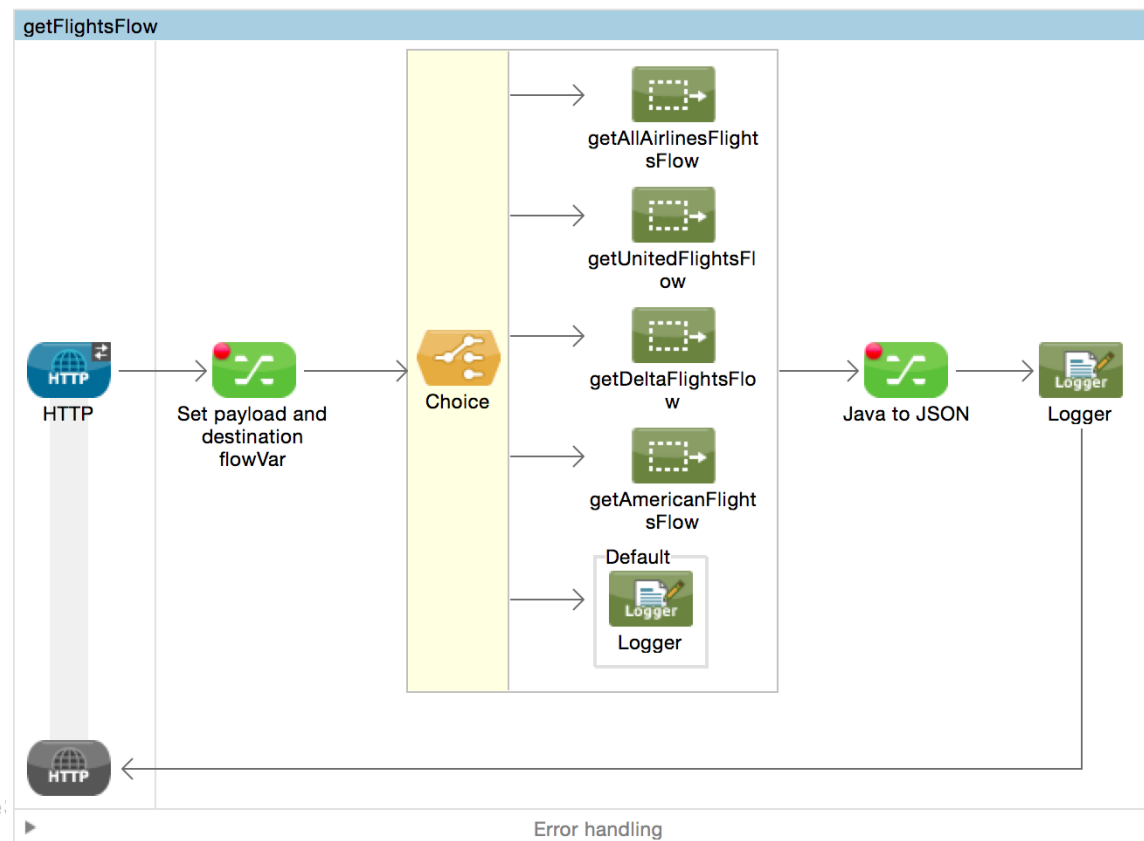 getFlightsFlow
HTTP
HTTP
Set payload and
destination
flowVar
Choice
getAllAirlinesFlight
sFlow
getUnitedFlightsFl
ow
getDeltaFlightsFlo
w
getAmericanFlight
sFlow
Default
Logger
Logger
Java to JSON
Logger
Logger
HTTP
Error handling